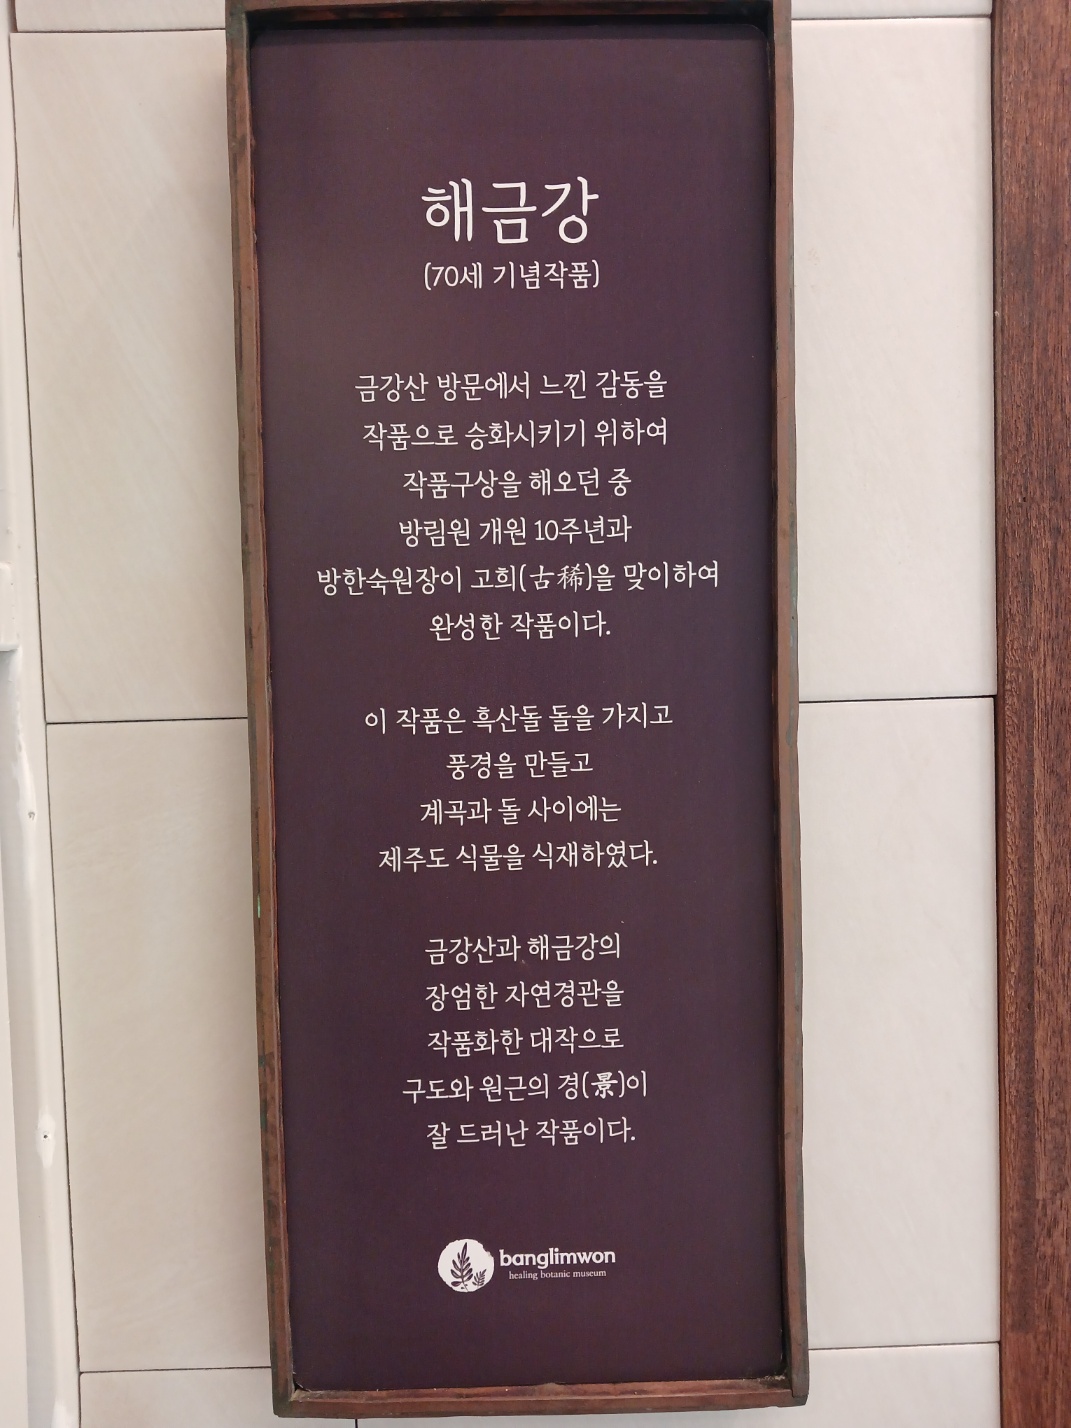 해금강
(70세 기념작품)
금강산 방문에서 느낀 감동을
작품으로 승화시키기 위하여
작품구상을 해오던 중
방림원 개원 10주년과
방한숙원장이 고희(古稀)을 맞이하여
완성한 작품이다.
이 작품은 흑산돌 돌을 가지고
풍경을 만들고
계곡과 돌 사이에는
제주도 식물을 식재하였다.
금강산과 해금강의
장엄한 자연경관을
작품화한 대작으로
구도와 원근의 경(景)이
잘 드러난 작품이다.
banglimwon
healing botanic museum